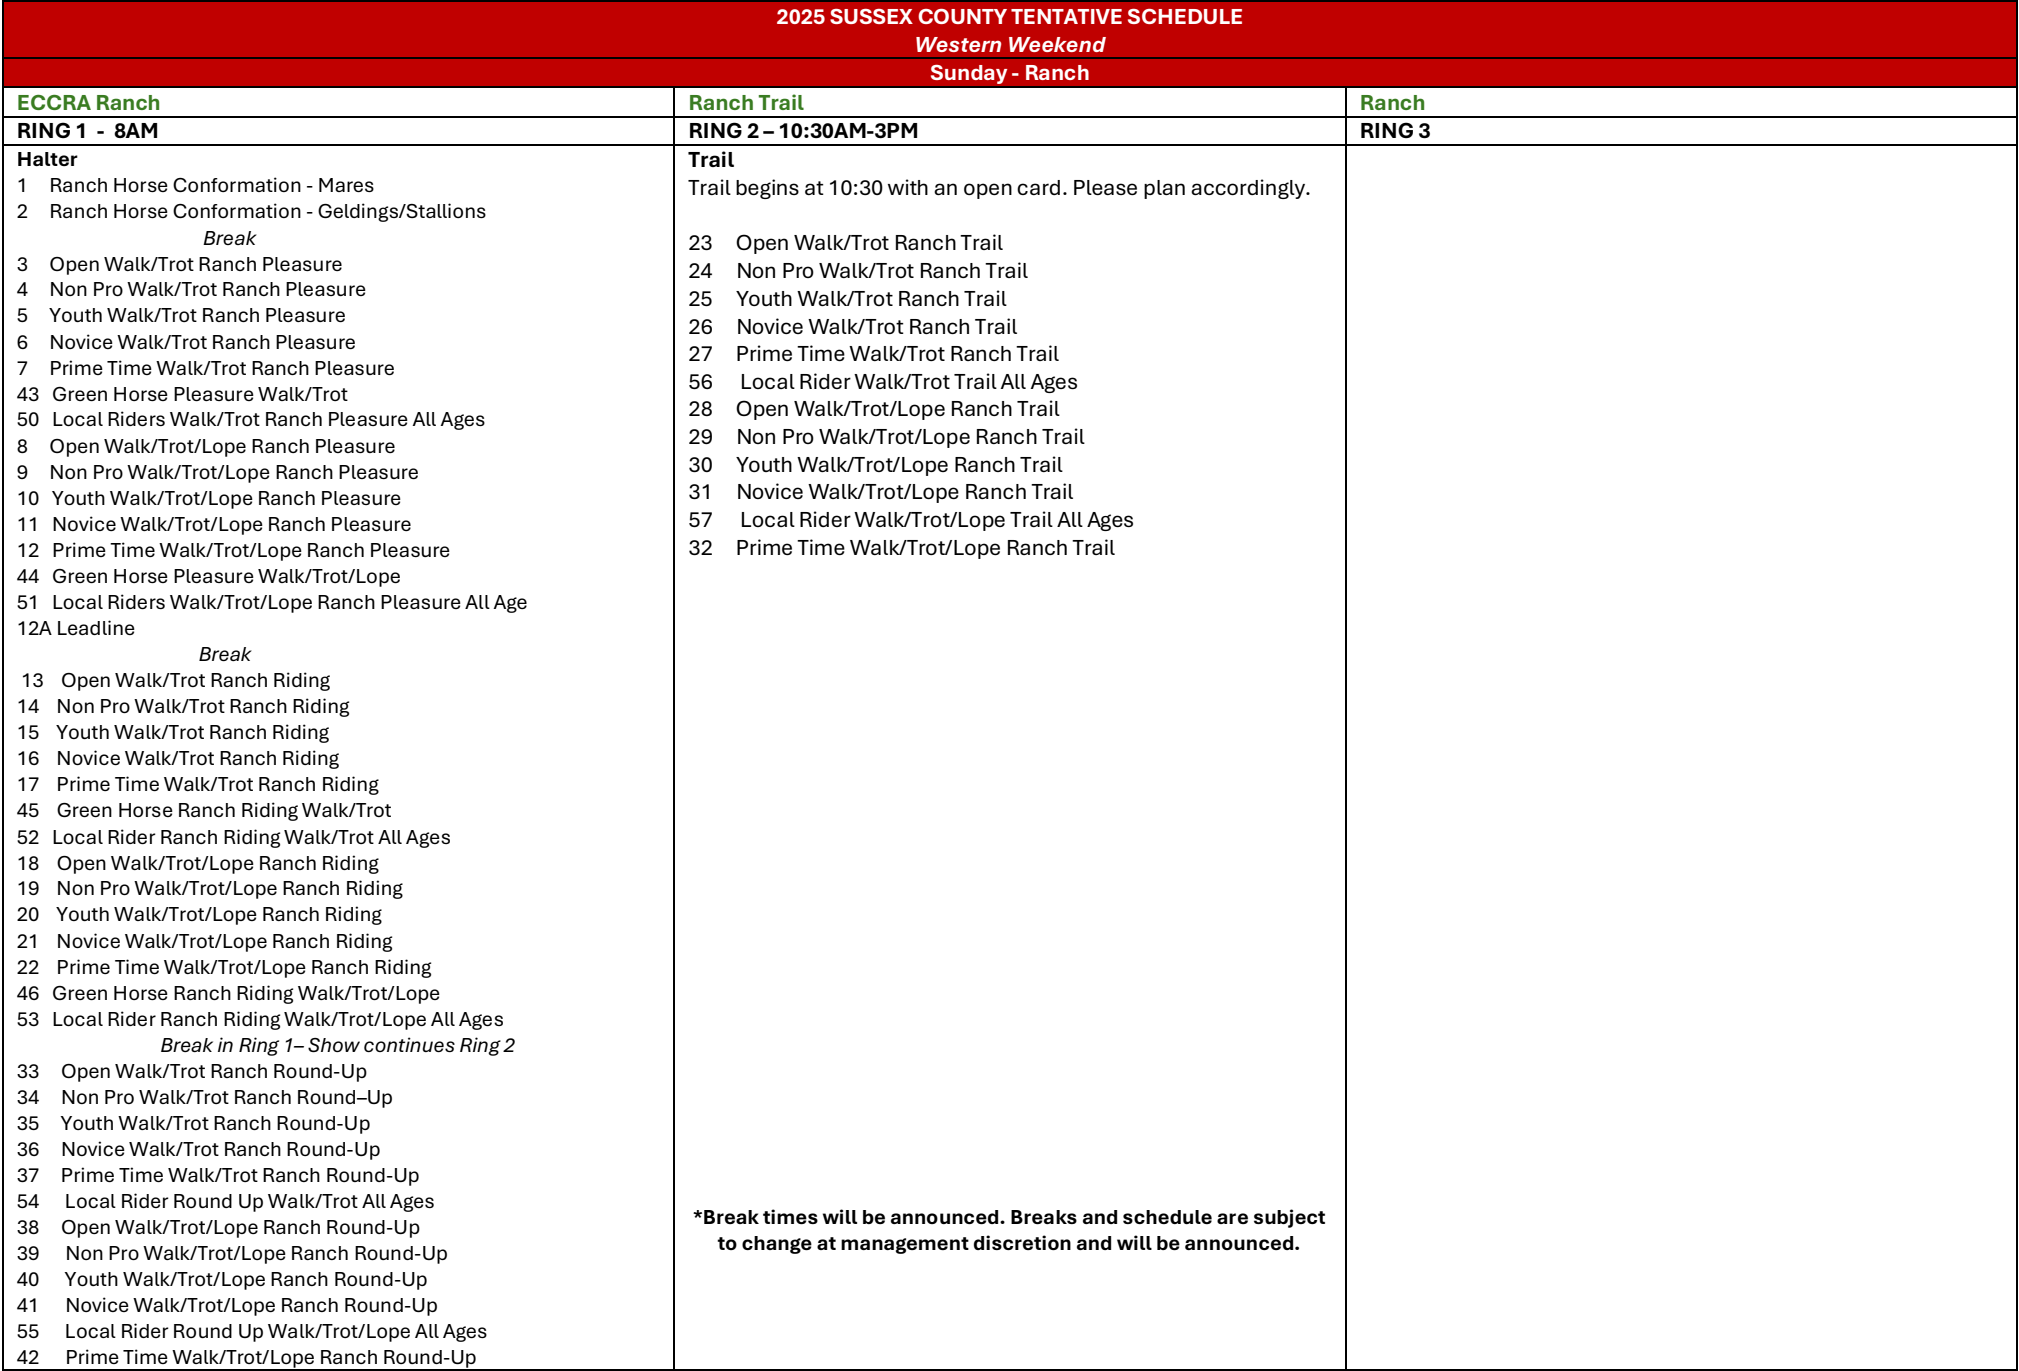 2025 SUSSEX COUNTY TENTATIVE SCHEDULE
Western Weekend
Sunday - Ranch
ECCRA Ranch
RING 1 - 8AM
Halter
1 Ranch Horse Conformation - Mares
2 Ranch Horse Conformation - Geldings/Stallions
Break
3 Open Walk/Trot Ranch Pleasure
4 Non Pro Walk/Trot Ranch Pleasure
5 Youth Walk/Trot Ranch Pleasure
6 Novice Walk/Trot Ranch Pleasure
7 Prime Time Walk/Trot Ranch Pleasure
43 Green Horse Pleasure Walk/Trot
50 Local Riders Walk/Trot Ranch Pleasure All Ages
8 Open Walk/Trot/Lope Ranch Pleasure
9 Non Pro Walk/Trot/Lope Ranch Pleasure
10 Youth Walk/Trot/Lope Ranch Pleasure
11 Novice Walk/Trot/Lope Ranch Pleasure
12 Prime Time Walk/Trot/Lope Ranch Pleasure
44 Green Horse Pleasure Walk/Trot/Lope
51 Local Riders Walk/Trot/Lope Ranch Pleasure All Age
12A Leadline
Break
13 Open Walk/Trot Ranch Riding
14 Non Pro Walk/Trot Ranch Riding
15 Youth Walk/Trot Ranch Riding
16 Novice Walk/Trot Ranch Riding
17 Prime Time Walk/Trot Ranch Riding
45 Green Horse Ranch Riding Walk/Trot
52 Local Rider Ranch Riding Walk/Trot All Ages
18 Open Walk/Trot/Lope Ranch Riding
19 Non Pro Walk/Trot/Lope Ranch Riding
20 Youth Walk/Trot/Lope Ranch Riding
21 Novice Walk/Trot/Lope Ranch Riding
22 Prime Time Walk/Trot/Lope Ranch Riding
46 Green Horse Ranch Riding Walk/Trot/Lope
53 Local Rider Ranch Riding Walk/Trot/Lope All Ages
Break in Ring 1– Show continues Ring 2
33 Open Walk/Trot Ranch Round-Up
34 Non Pro Walk/Trot Ranch Round–Up
35 Youth Walk/Trot Ranch Round-Up
36 Novice Walk/Trot Ranch Round-Up
37 Prime Time Walk/Trot Ranch Round-Up
54 Local Rider Round Up Walk/Trot All Ages
38 Open Walk/Trot/Lope Ranch Round-Up
39 Non Pro Walk/Trot/Lope Ranch Round-Up
40 Youth Walk/Trot/Lope Ranch Round-Up
41 Novice Walk/Trot/Lope Ranch Round-Up
55 Local Rider Round Up Walk/Trot/Lope All Ages
42 Prime Time Walk/Trot/Lope Ranch Round-Up
Ranch Trail
RING 2 – 10:30AM-3PM
Trail
Trail begins at 10:30 with an open card. Please plan accordingly.
23 Open Walk/Trot Ranch Trail
24 Non Pro Walk/Trot Ranch Trail
25 Youth Walk/Trot Ranch Trail
26 Novice Walk/Trot Ranch Trail
27 Prime Time Walk/Trot Ranch Trail
56 Local Rider Walk/Trot Trail All Ages
28 Open Walk/Trot/Lope Ranch Trail
29 Non Pro Walk/Trot/Lope Ranch Trail
30 Youth Walk/Trot/Lope Ranch Trail
31 Novice Walk/Trot/Lope Ranch Trail
57 Local Rider Walk/Trot/Lope Trail All Ages
32 Prime Time Walk/Trot/Lope Ranch Trail
*Break times will be announced. Breaks and schedule are subject
to change at management discretion and will be announced.
Ranch
RING 3